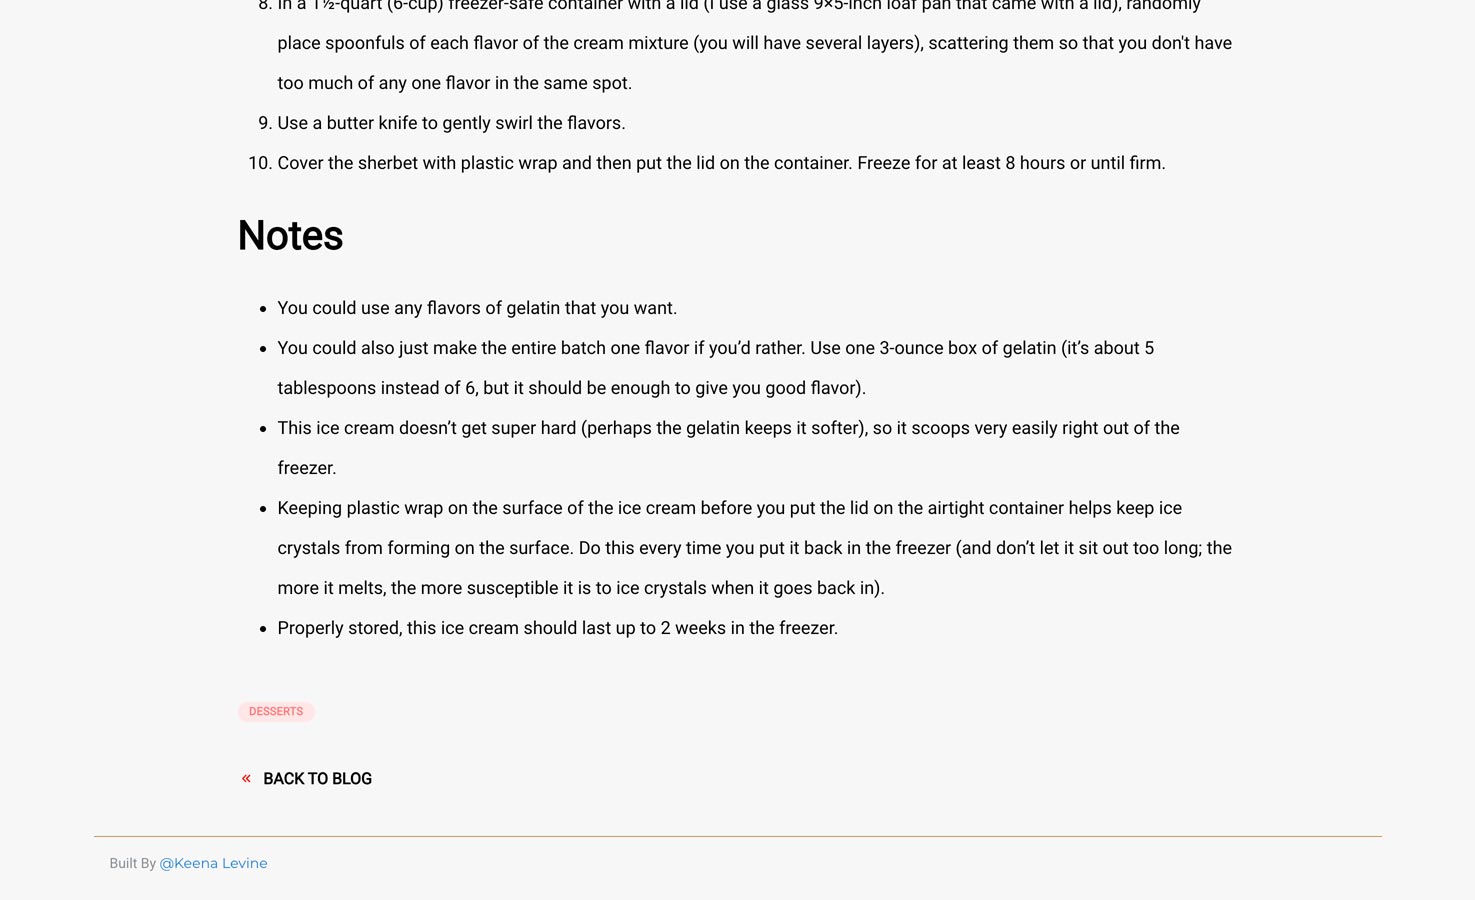 8. In a 1½-quart (6-cup) freezer-safe container with a lid (I use a glass 9×5-inch loaf pan that came with a lid), randomly
place spoonfuls of each flavor of the cream mixture (you will have several layers), scattering them so that you don't have
too much of any one flavor in the same spot.
9. Use a butter knife to gently swirl the flavors.
10. Cover the sherbet with plastic wrap and then put the lid on the container. Freeze for at least 8 hours or until firm.
Notes
• You could use any flavors of gelatin that you want.
• You could also just make the entire batch one flavor if you’d rather. Use one 3-ounce box of gelatin (it’s about 5
tablespoons instead of 6, but it should be enough to give you good flavor).
• This ice cream doesn’t get super hard (perhaps the gelatin keeps it softer), so it scoops very easily right out of the
freezer.
• Keeping plastic wrap on the surface of the ice cream before you put the lid on the airtight container helps keep ice
crystals from forming on the surface. Do this every time you put it back in the freezer (and don’t let it sit out too long; the
more it melts, the more susceptible it is to ice crystals when it goes back in).
• Properly stored, this ice cream should last up to 2 weeks in the freezer.
DESSERTS
« BACK TO BLOG
Built By @Keena Levine